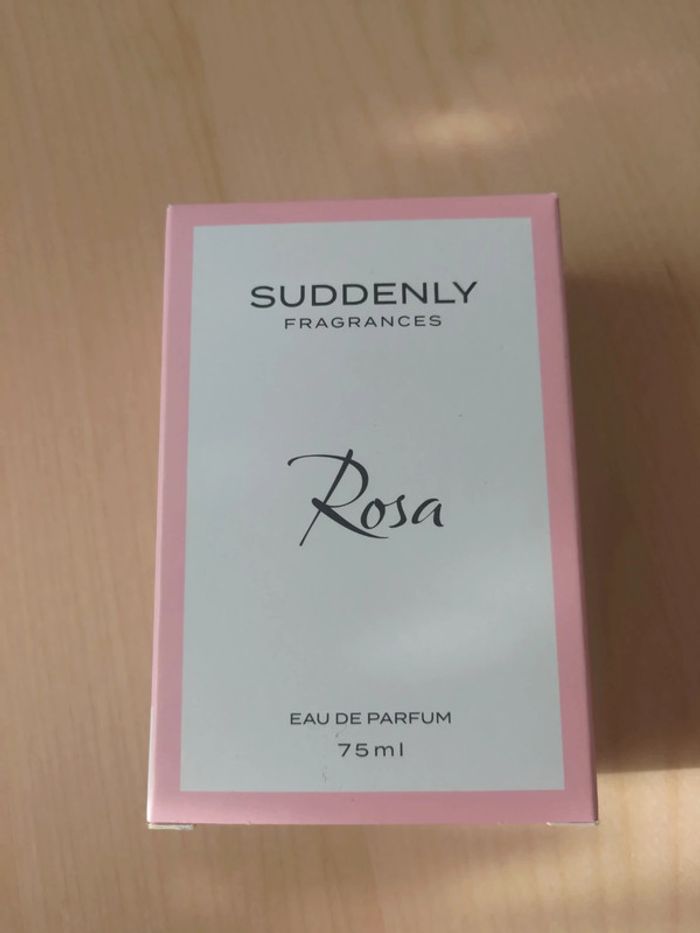 SUDDENLY
FRAGRANCES
Rosa
EAU DE PARFUM
75ml